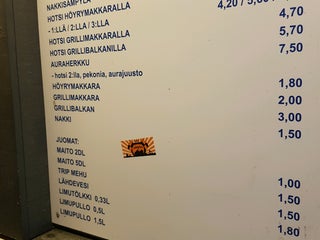 NAKKISÄMPYLÄ
HOTSI HÖYRYMAKKARALLA 4,20 /
- 1:LLÄ / 2:LLA / 3:LLA 4,70
HOTSI GRILLIMAKKARALLA
HOTSI GRILLIBALKANILLA 5,70
AURAHERKKU 7,50
- hotsi 2:lla, pekonia, aurajuusto
HÖYRYMAKKARA 1,80
GRILLIMAKKARA 2,00
GRILLIBALKAN 3,00
NAKKI 1,50
JUOMAT:
MAITO 2DL
MAITO 5DL
TRIP MEHU
LÄHDEVESI 1,00
LIMUTÖLKKI 0,33L 1,50
LIMUPULLO 0,5L 1,50
LIMUPULLO 1,5L 1,80